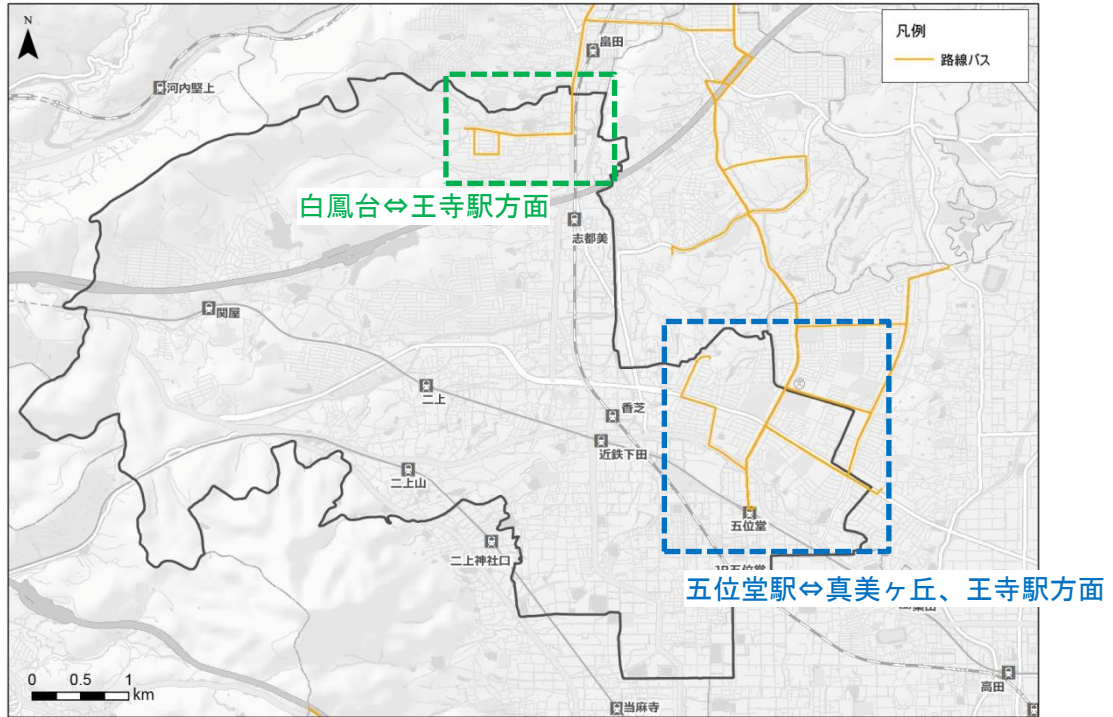 N
凡例
路線バス
畠田
河内堅上
白鳳台⇔王寺駅方面
志都美
関屋
二上
香芝
近鉄下田
二上山
五位堂
二上神社口
JR五位堂
五位堂駅⇔真美ヶ丘、王寺駅方面
高田
0 0.5 1
km
当麻寺